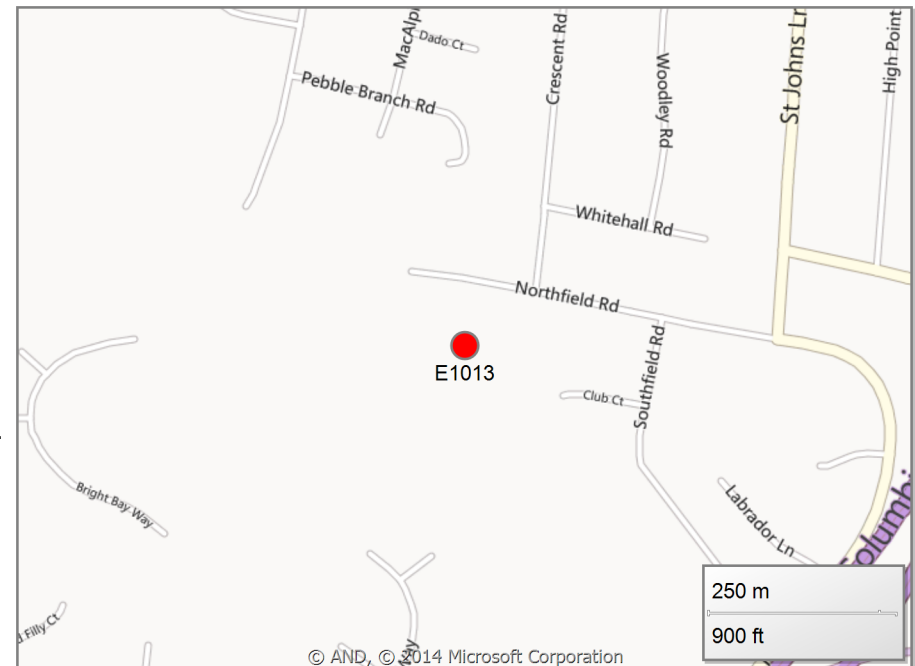 MacAlpi
Dado Ct
Pebble Branch Rd
Crescent Rd
Woodley Rd
St Johns Ln
High Point
Whitehall Rd
Northfield Rd
E1013
Southfield Rd
Club Ct
Bright Bay Way
Labrador Ln
Columbi
d Filly Ct
Way
250 m
900 ft
© AND, © 2014 Microsoft Corporation